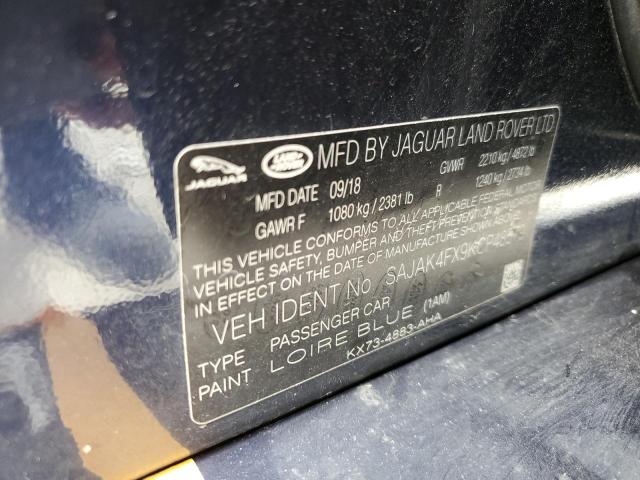 JAGUAR LAND ROVER MFD BY JAGUAR LAND ROVER LTD
MFD DATE 09/18 GVWR 2210 kg / 4872 lb
GAWR F 1080 kg / 2381 lb R 1240 kg / 2734 lb
THIS VEHICLE CONFORMS TO ALL APPLICABLE FEDERAL MOTOR
VEHICLE SAFETY, BUMPER AND THEFT PREVENTION STANDARDS
IN EFFECT ON THE DATE OF MANUFACTURE SHOWN ABOVE
VEH IDENT No
TYPE PASSENGER CAR
PAINT LOIRE BLUE (1AM)
KX73-4883-AHA